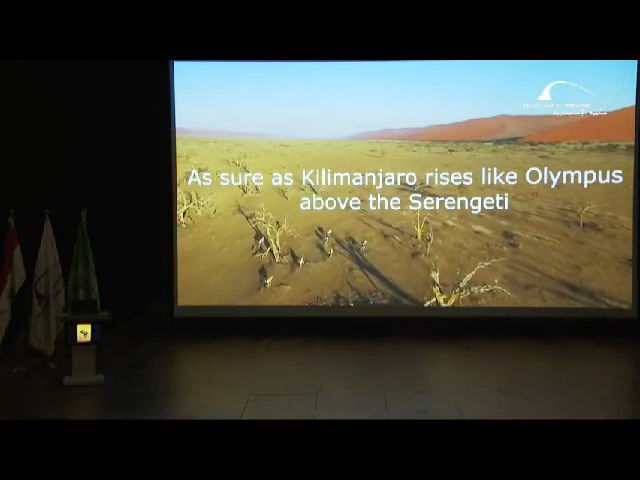 As sure as Kilimanjaro rises like Olympus
above the Serengeti